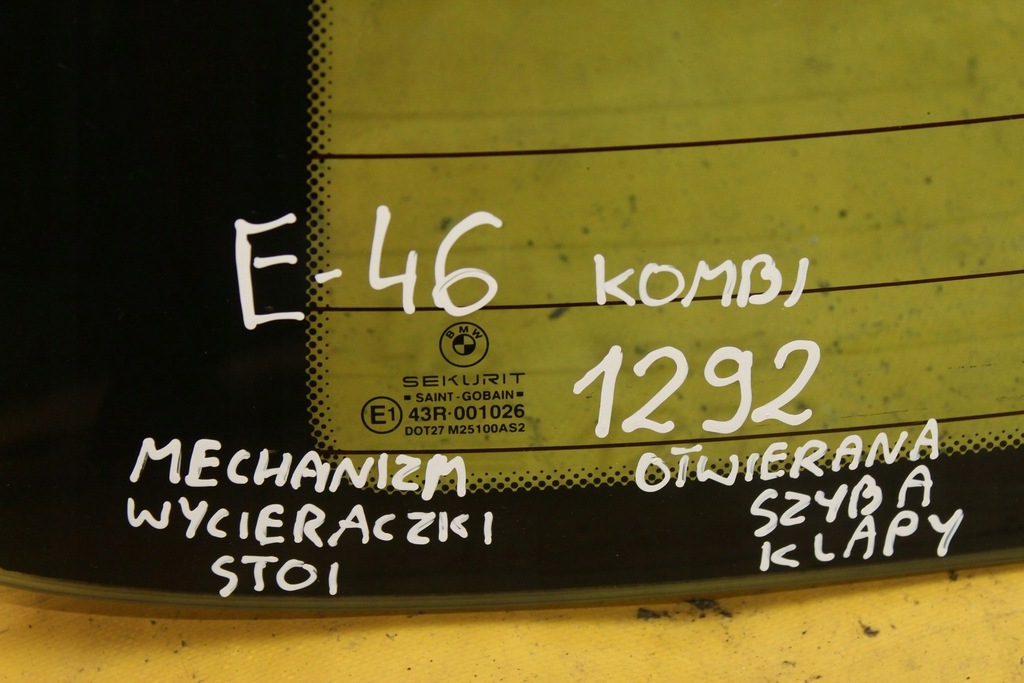 E-46 KOMBI
BMW
SEKURIT
SAINT-GOBAIN
E1 43R-001026
DOT27 M25100AS2
1292
MECHANIZM
WYCIERACZKI
STOI
OTWIERANA
SZYBA
KLAPY